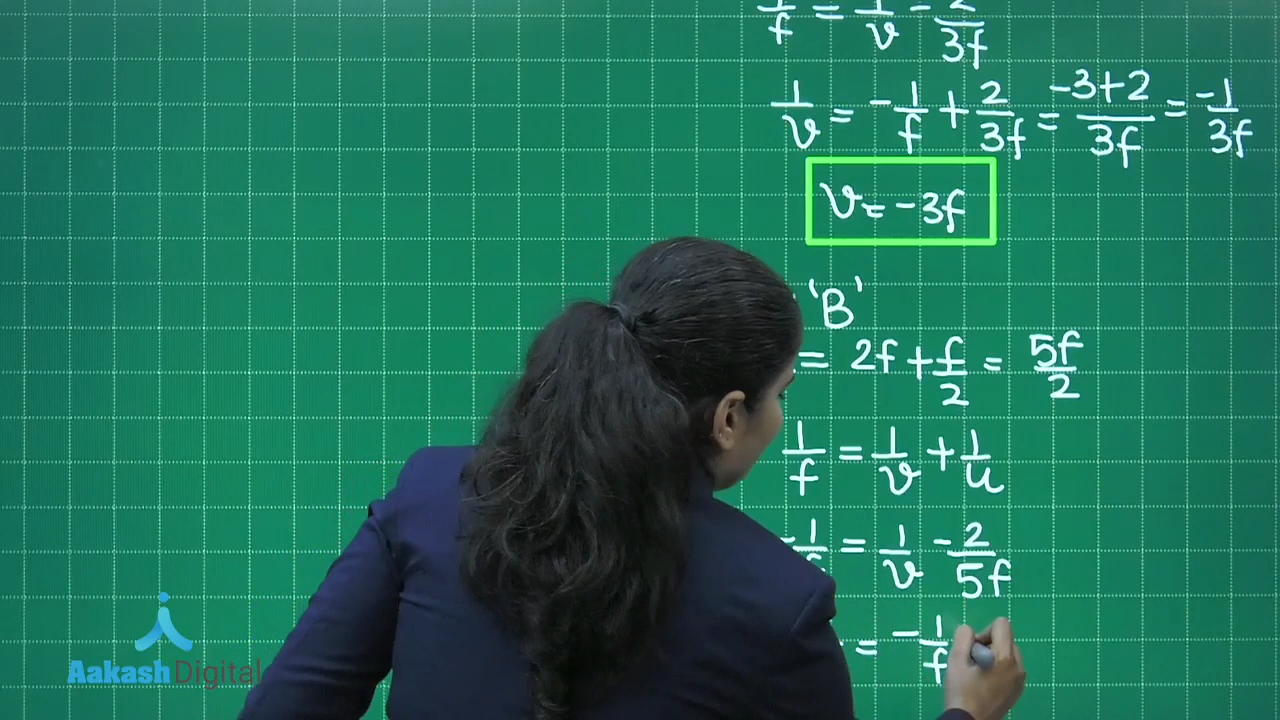 1/f = 1/v - 2/3f
1/v = -1/f + 2/3f = -3+2/3f = -1/3f
v = -3f
'B'
= 2f + f/2 = 5f/2
1/f = 1/v + 1/u
-1/f = 1/v - 2/5f
= -1/f
Aakash Digital